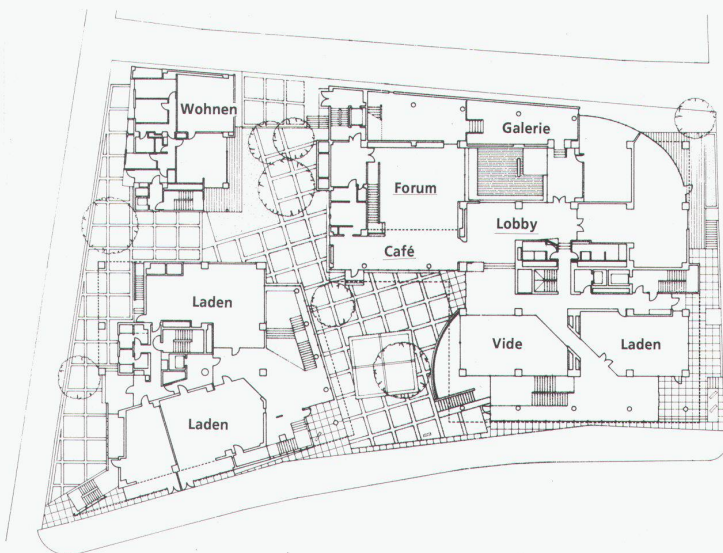 Wohnen
Galerie
Forum
Lobby
Café
Laden
Vide
Laden
Laden